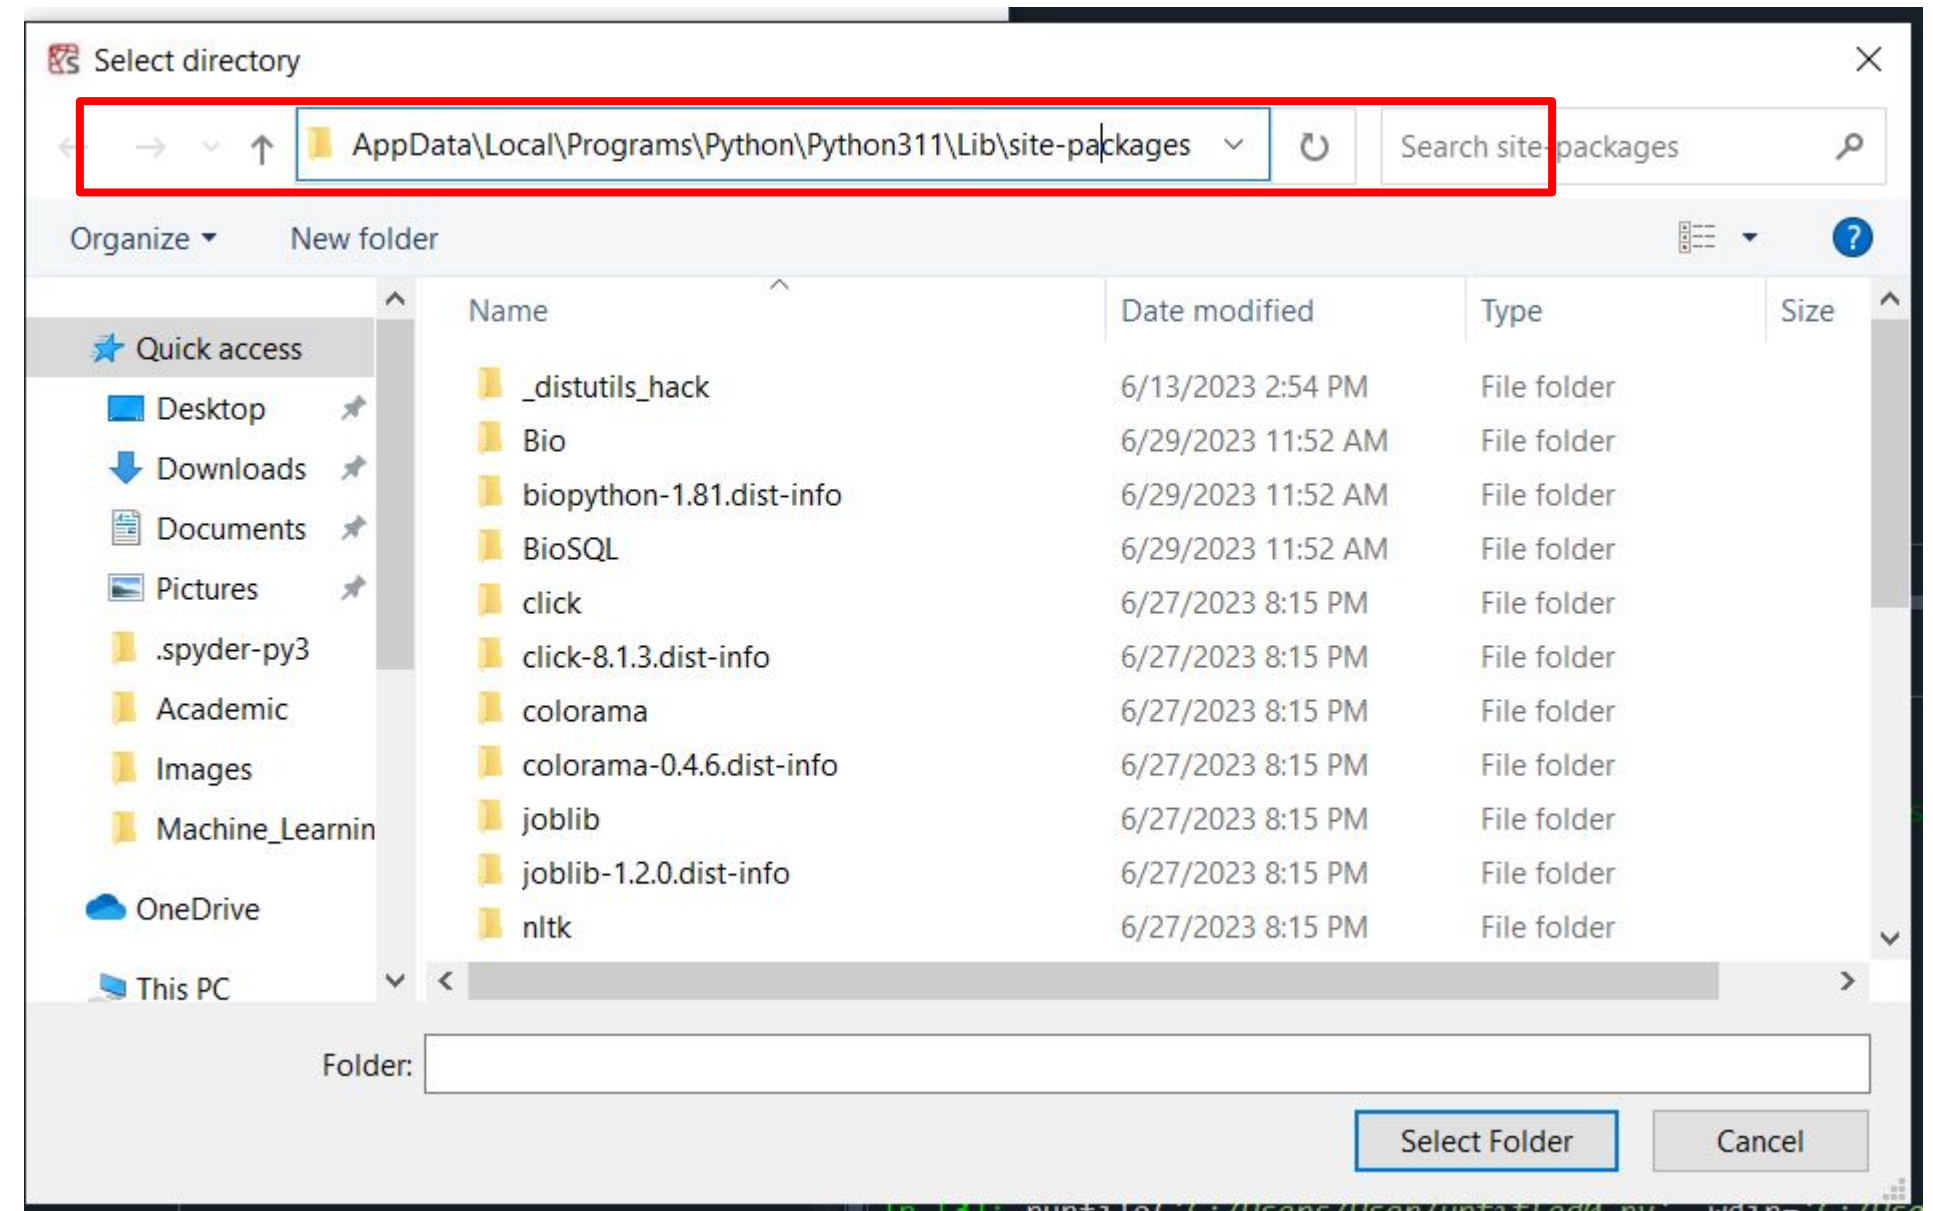 Select directory
AppData\Local\Programs\Python\Python311\Lib\site-packages
Search site-packages
Organize
New folder
?
Name
Date modified
Type
Size
Quick access
Desktop
Downloads
Documents
Pictures
.spyder-py3
Academic
Images
Machine_Learnin
OneDrive
This PC
_distutils_hack 6/13/2023 2:54 PM File folder
Bio 6/29/2023 11:52 AM File folder
biopython-1.81.dist-info 6/29/2023 11:52 AM File folder
BioSQL 6/29/2023 11:52 AM File folder
click 6/27/2023 8:15 PM File folder
click-8.1.3.dist-info 6/27/2023 8:15 PM File folder
colorama 6/27/2023 8:15 PM File folder
colorama-0.4.6.dist-info 6/27/2023 8:15 PM File folder
joblib 6/27/2023 8:15 PM File folder
joblib-1.2.0.dist-info 6/27/2023 8:15 PM File folder
nltk 6/27/2023 8:15 PM File folder
Folder:
Select Folder
Cancel